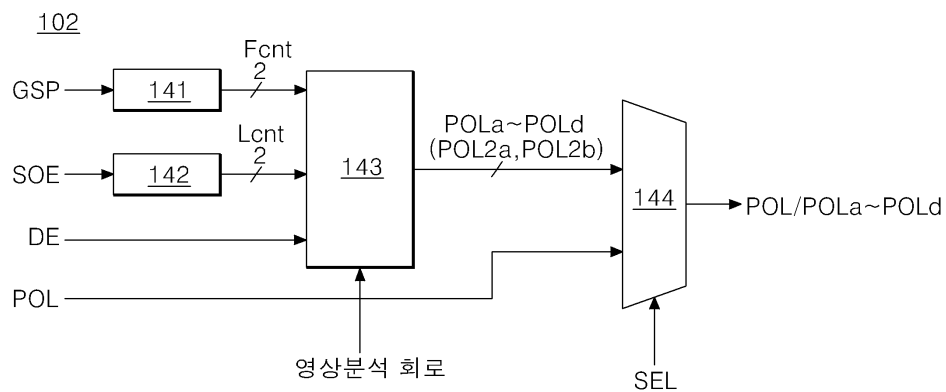 102
Fcnt
2
GSP
141
Lcnt
2
SOE
142
143
DE
POL
POLa~POLd
(POL2a,POL2b)
144
POL/POLa~POLd
영상분석 회로
SEL